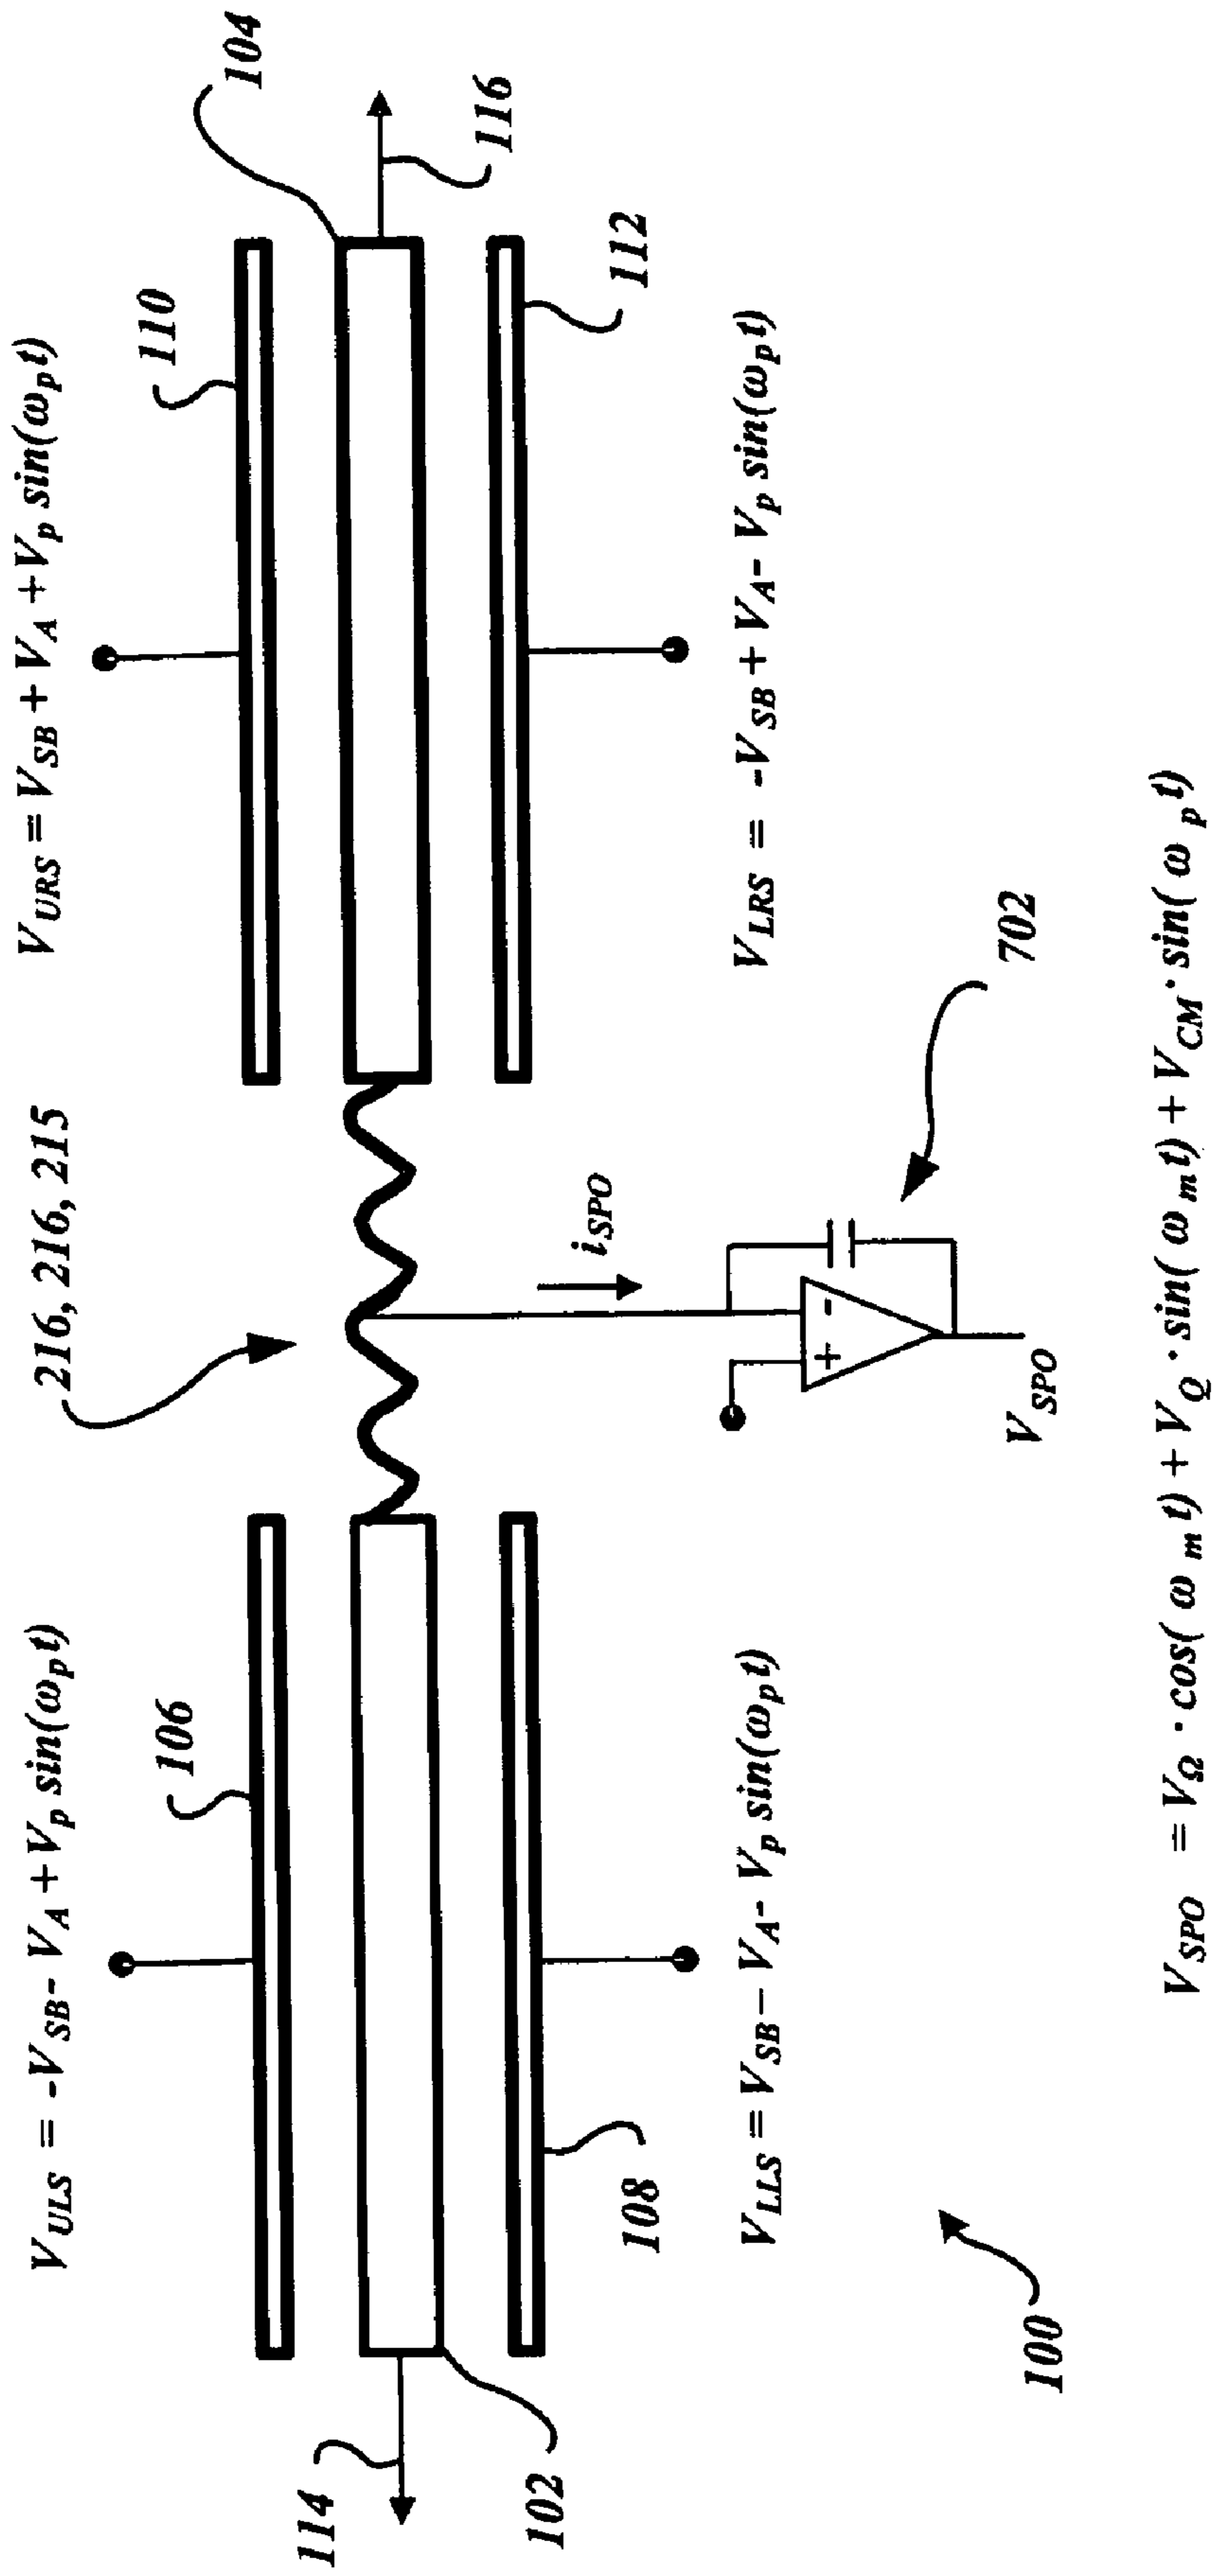 V_ULS = -V_SB - V_A + V_p sin(ω_p t)
V_URS = V_SB + V_A + V_p sin(ω_p t)
216, 216, 215
106
110
104
114
116
102
108
112
i_SPO
V_LLS = V_SB - V_A - V_p sin(ω_p t)
V_LRS = -V_SB + V_A - V_p sin(ω_p t)
+
-
702
V_SPO
100
V_SPO = V_Ω · cos( ω_m t) + V_Q · sin( ω_m t) + V_CM · sin( ω_p t)